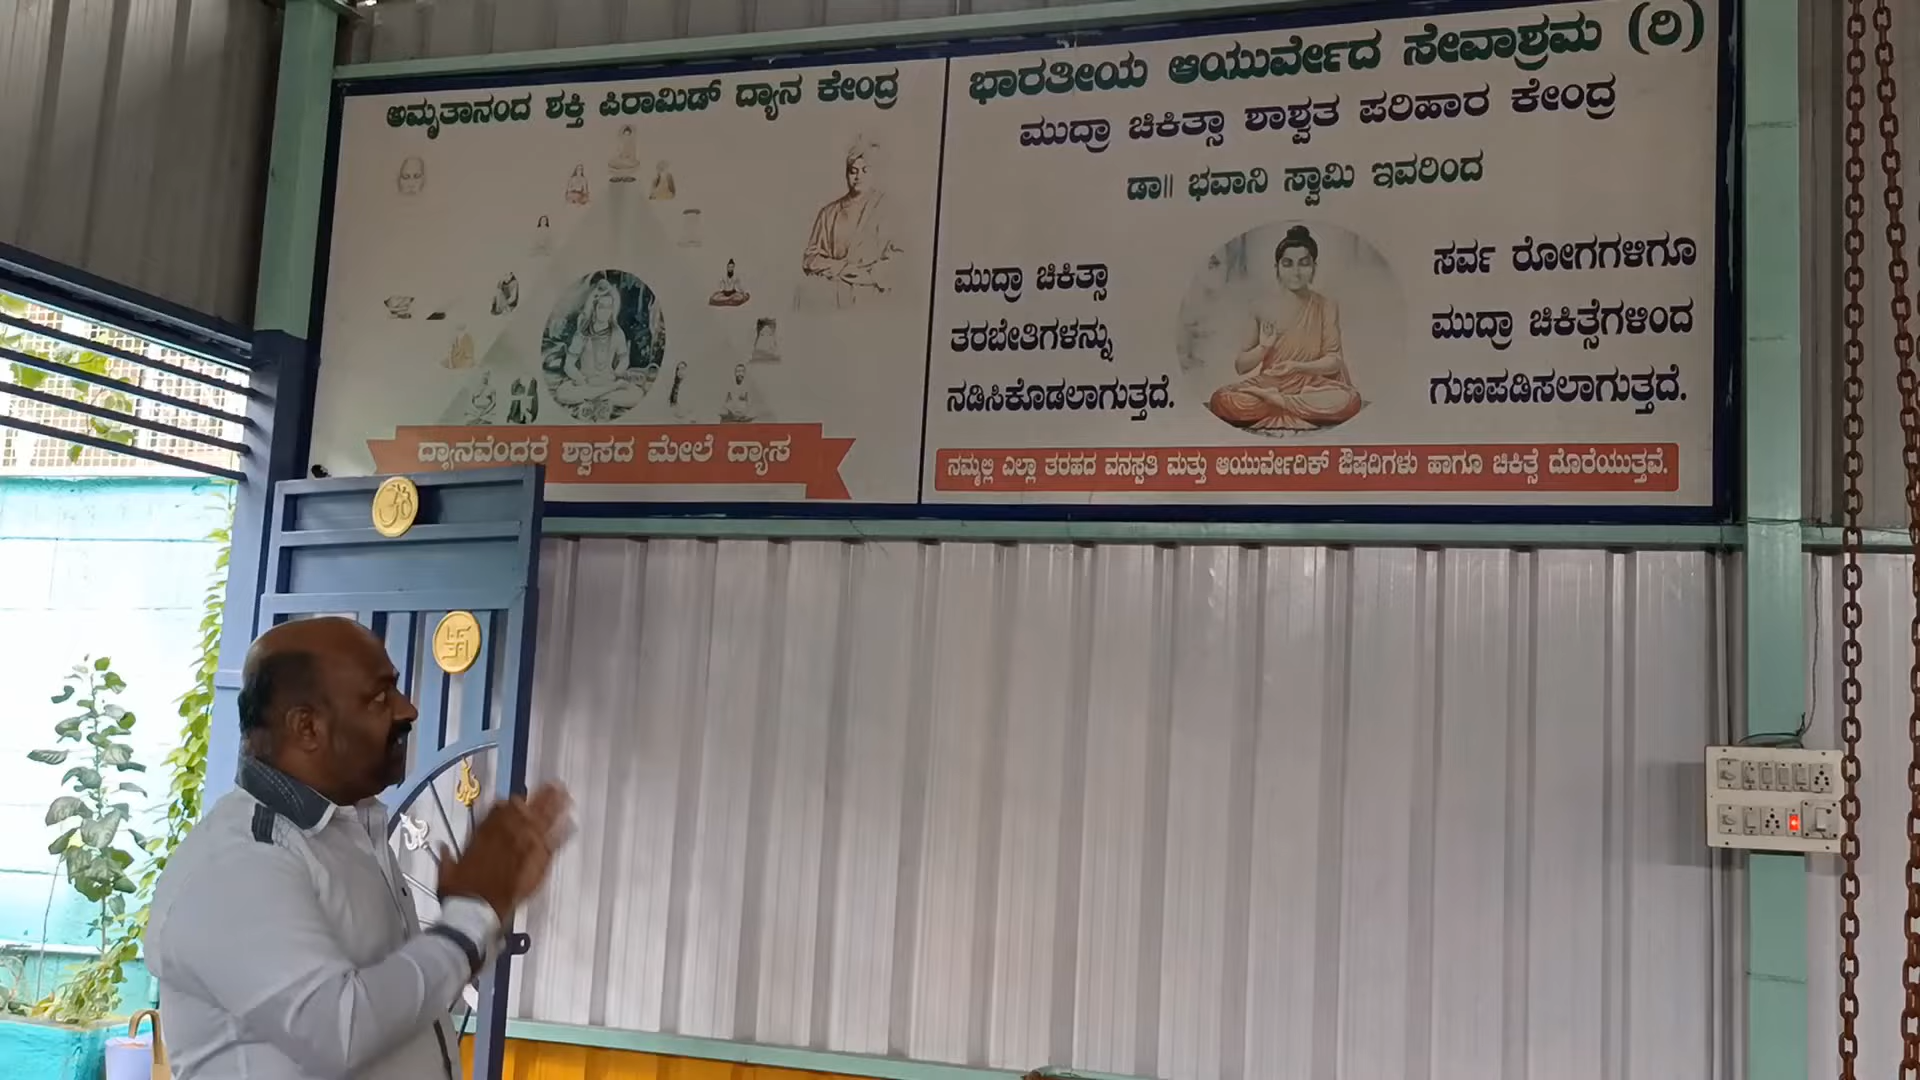 ಅಮೃತಾನಂದ ಶಕ್ತಿ ಪಿರಾಮಿಡ್ ದ್ಯಾನ ಕೇಂದ್ರ
ದ್ಯಾನವೆಂದರೆ ಶ್ವಾಸದ ಮೇಲೆ ದ್ಯಾಸ
ಭಾರತೀಯ ಆಯುರ್ವೇದ ಸೇವಾಶ್ರಮ (ರಿ)
ಮುದ್ರಾ ಚಿಕಿತ್ಸಾ ಶಾಶ್ವತ ಪರಿಹಾರ ಕೇಂದ್ರ
ಡಾ|| ಭವಾನಿ ಸ್ವಾಮಿ ಇವರಿಂದ
ಮುದ್ರಾ ಚಿಕಿತ್ಸಾ
ತರಬೇತಿಗಳನ್ನು
ನಡಿಸಿಕೊಡಲಾಗುತ್ತದೆ.
ಸರ್ವ ರೋಗಗಳಿಗೂ
ಮುದ್ರಾ ಚಿಕಿತ್ಸೆಗಳಿಂದ
ಗುಣಪಡಿಸಲಾಗುತ್ತದೆ.
ನಮ್ಮಲ್ಲಿ ಎಲ್ಲಾ ತರಹದ ವನಸ್ಪತಿ ಮತ್ತು ಆಯುರ್ವೇದಿಕ್ ಔಷದಿಗಳು ಹಾಗೂ ಚಿಕಿತ್ಸೆ ದೊರೆಯುತ್ತವೆ.
ॐ